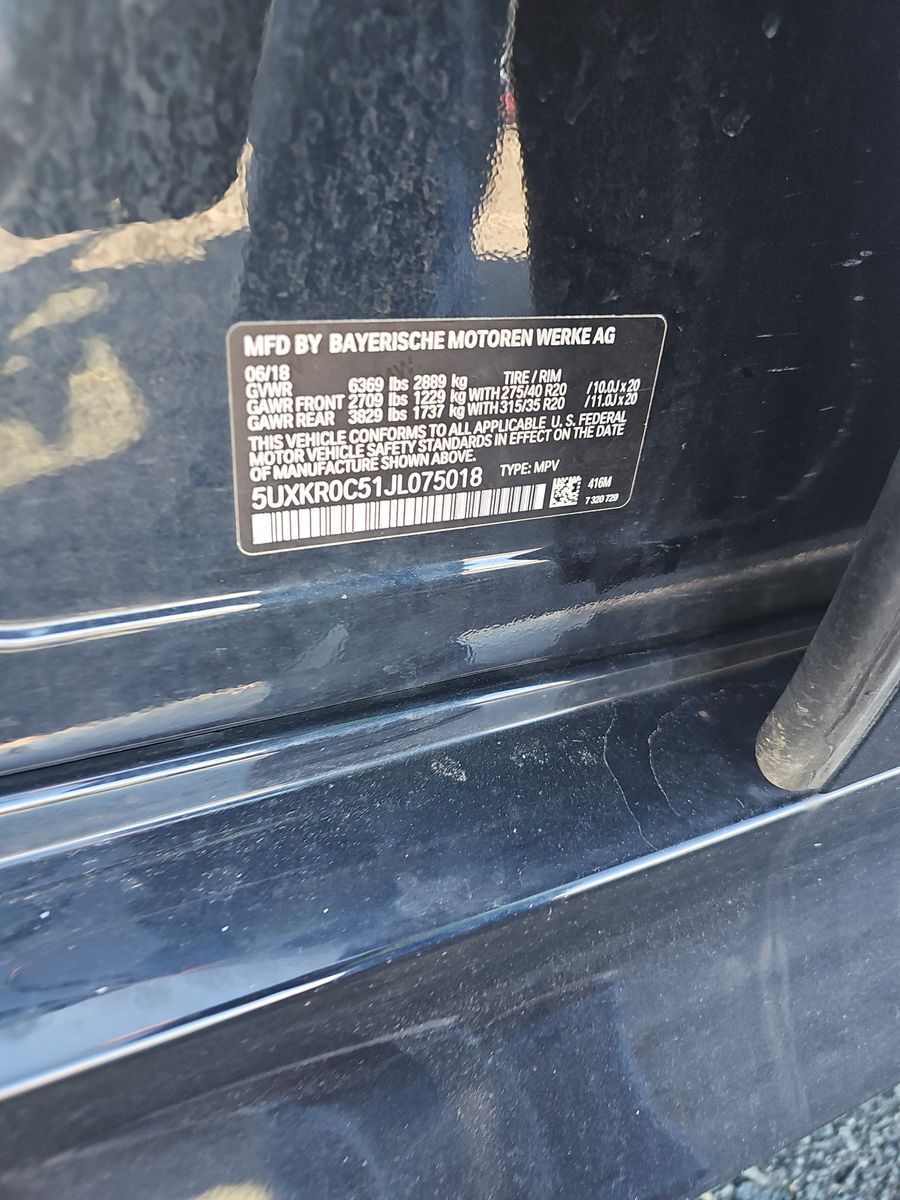 MFD BY BAYERISCHE MOTOREN WERKE AG
06/18 TIRE / RIM
GVWR 6369 lbs 2889 kg
GAWR FRONT 2709 lbs 1229 kg WITH 275/40 R20 / 10.0J x 20
GAWR REAR 3829 lbs 1737 kg WITH 315/35 R20 / 11.0J x 20
THIS VEHICLE CONFORMS TO ALL APPLICABLE U. S. FEDERAL
MOTOR VEHICLE SAFETY STANDARDS IN EFFECT ON THE DATE
OF MANUFACTURE SHOWN ABOVE.
5UXKR0C51JL075018 TYPE: MPV
416M
7 320 729